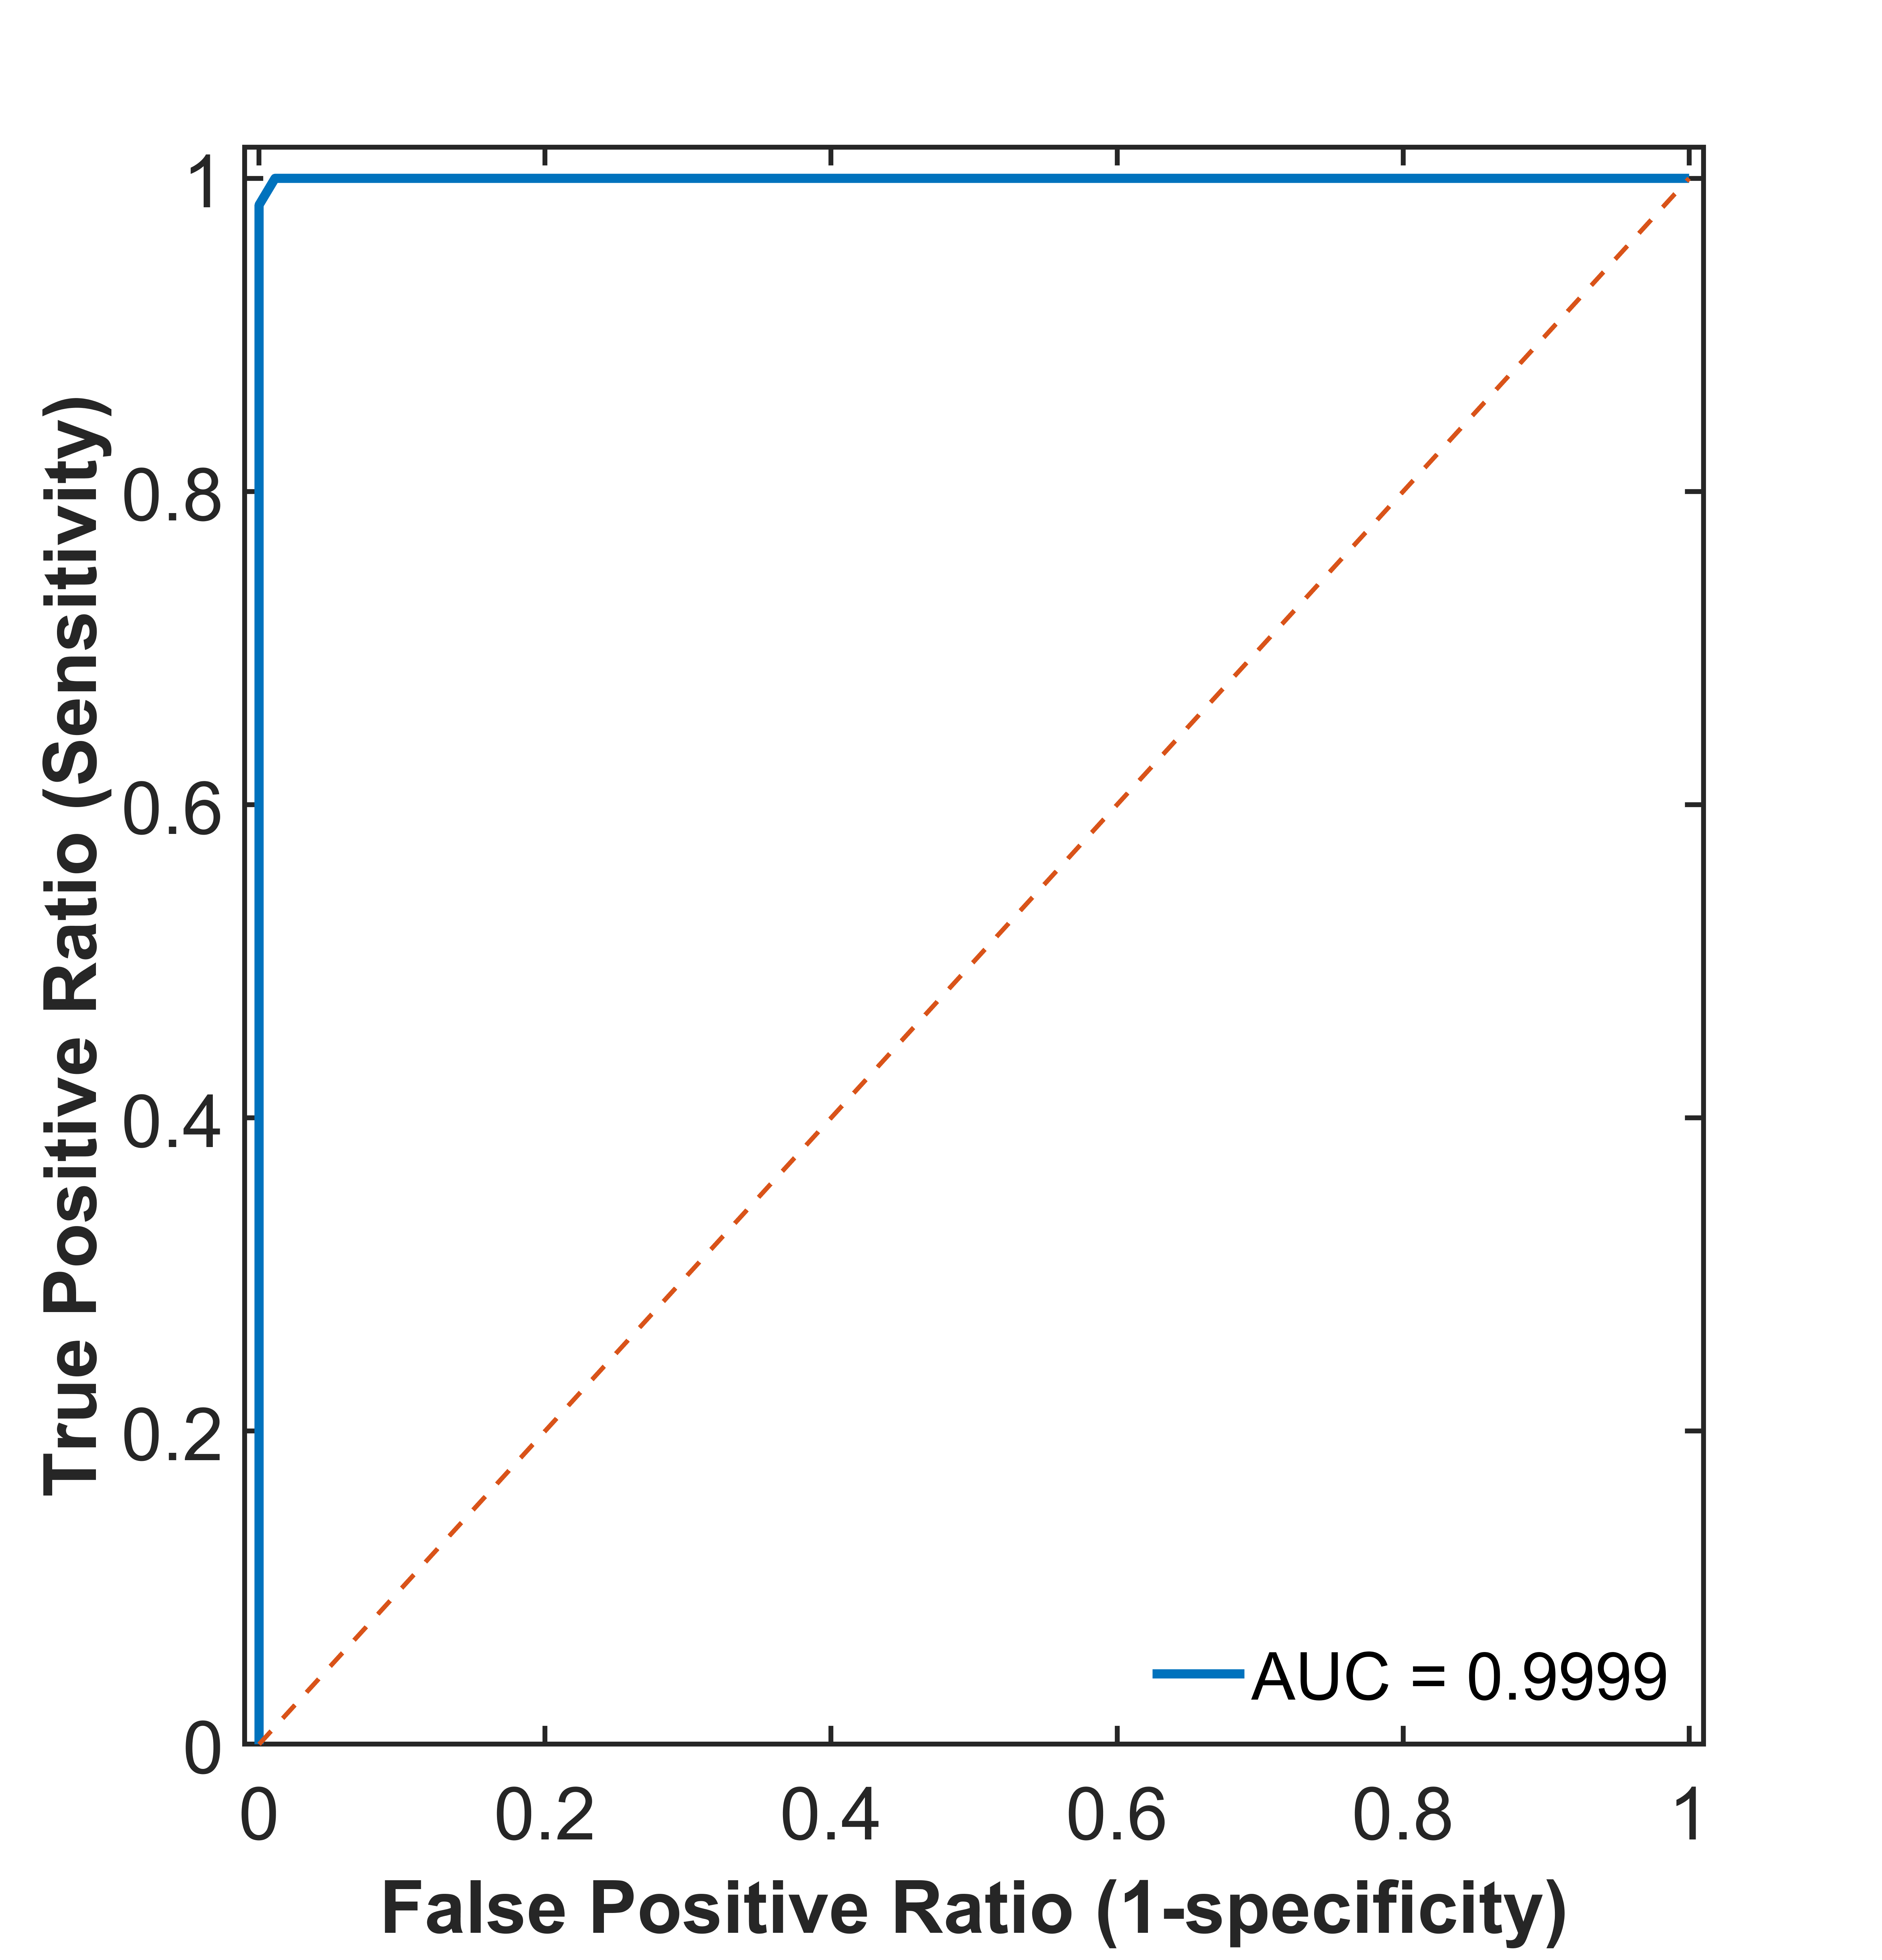 True Positive Ratio (Sensitivity)
1
0.8
0.6
0.4
0.2
0
AUC = 0.9999
0 0.2 0.4 0.6 0.8 1
False Positive Ratio (1-specificity)